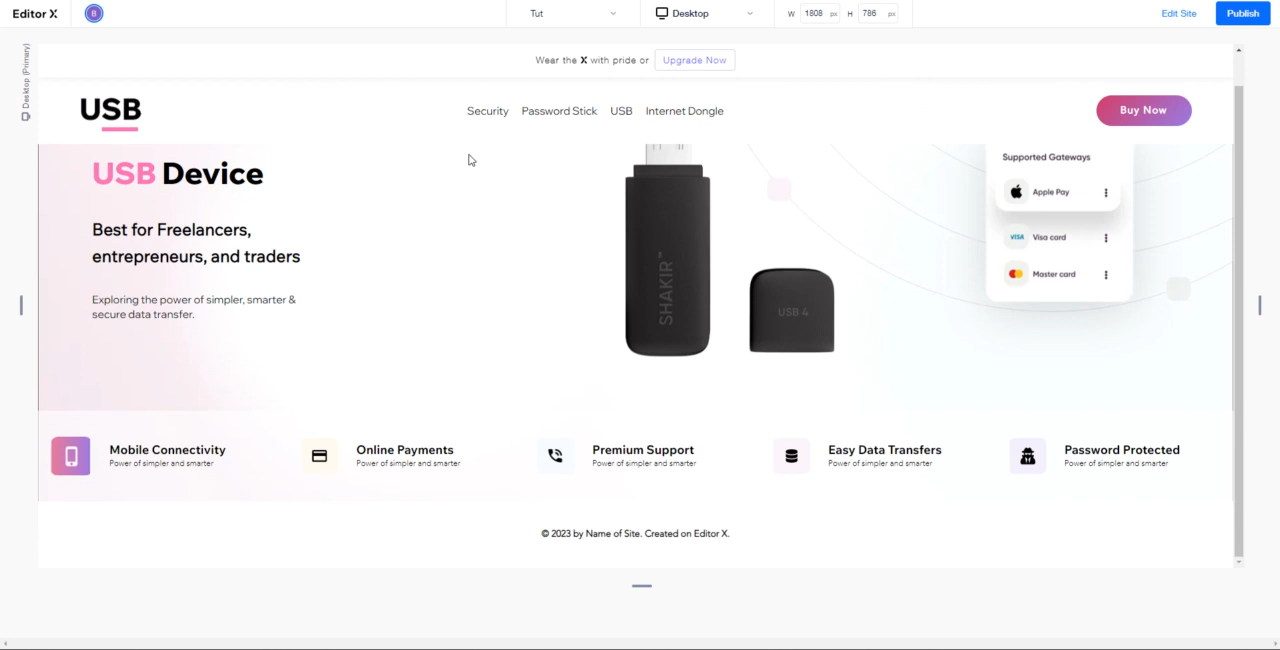 Editor X
B
Tut
Desktop
W 1808 px H 786 px
Edit Site
Publish
Desktop (Primary)
Wear the X with pride or Upgrade Now
USB
Security Password Stick USB Internet Dongle
Buy Now
USB Device
Best for Freelancers,
entrepreneurs, and traders
Exploring the power of simpler, smarter &
secure data transfer.
SHAKIR™
USB 4
Supported Gateways
Apple Pay
VISA Visa card
Master card
Mobile Connectivity
Power of simpler and smarter
Online Payments
Power of simpler and smarter
Premium Support
Power of simpler and smarter
Easy Data Transfers
Power of simpler and smarter
Password Protected
Power of simpler and smarter
© 2023 by Name of Site. Created on Editor X.